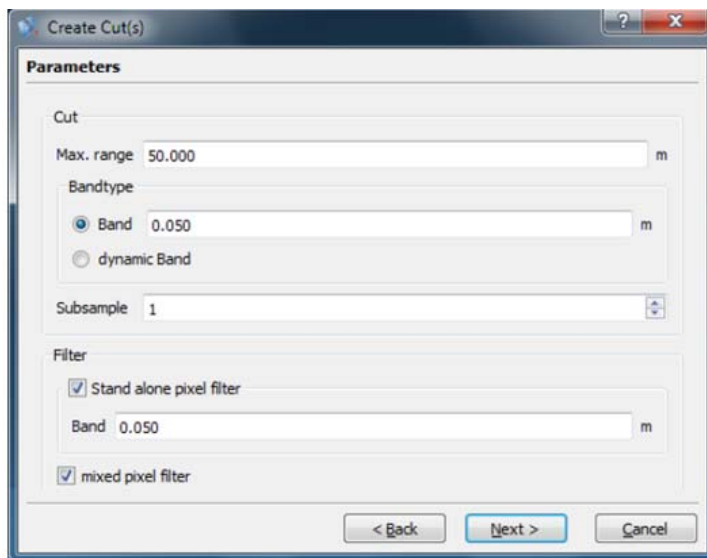 Create Cut(s)
?
Parameters
Cut
Max. range 50.000 m
Bandtype
Band 0.050 m
dynamic Band
Subsample 1
Filter
Stand alone pixel filter
Band 0.050 m
mixed pixel filter
< Back Next > Cancel